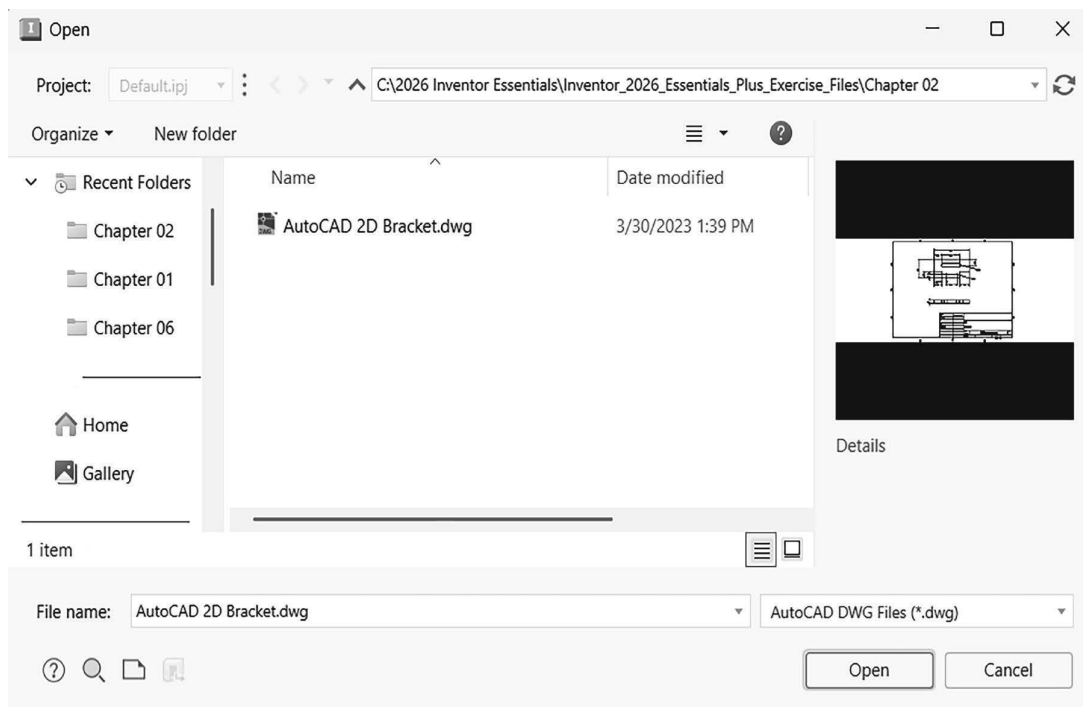 Open
Project: Default.ipj C:\2026 Inventor Essentials\Inventor_2026_Essentials_Plus_Exercise_Files\Chapter 02
Organize New folder
Recent Folders
Chapter 02
Chapter 01
Chapter 06
Home
Gallery
Name Date modified
AutoCAD 2D Bracket.dwg 3/30/2023 1:39 PM
Details
1 item
File name: AutoCAD 2D Bracket.dwg AutoCAD DWG Files (*.dwg)
Open Cancel